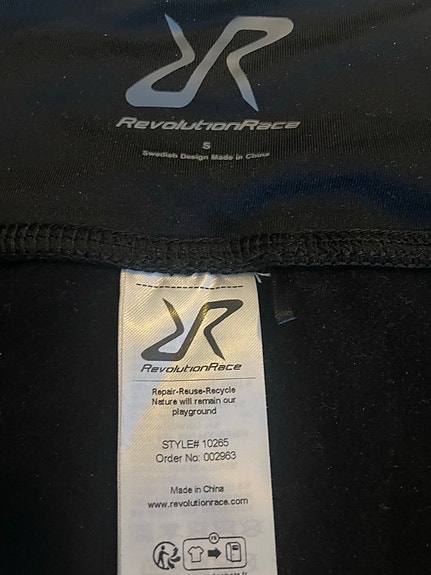 RevolutionRace
S
Swedish Design Made in China
RevolutionRace
Repair-Reuse-Recycle
Nature will remain our
playground
STYLE# 10265
Order No: 002963
Made in China
www.revolutionrace.com
FR